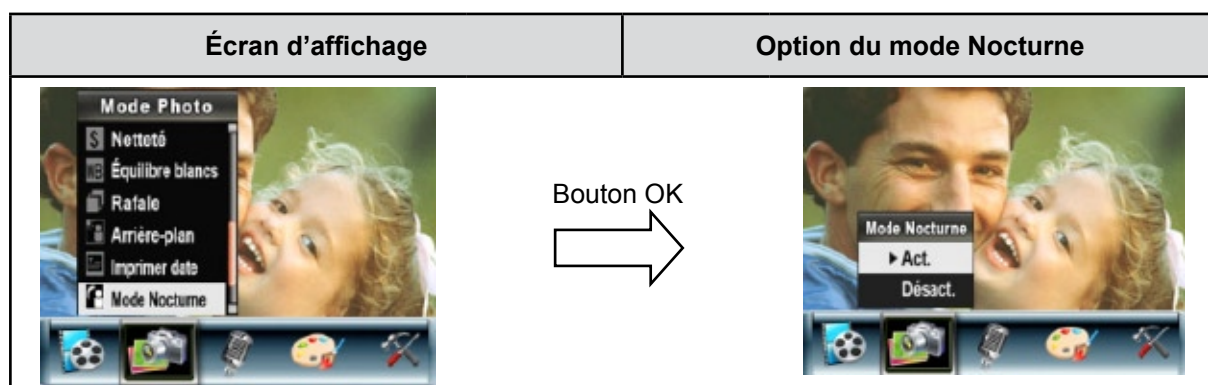 Écran d’affichage
Option du mode Nocturne
Mode Photo
Netteté
Équilibre blancs
Rafale
Arrière-plan
Imprimer date
Mode Nocturne
Bouton OK
Mode Nocturne
Act.
Désact.